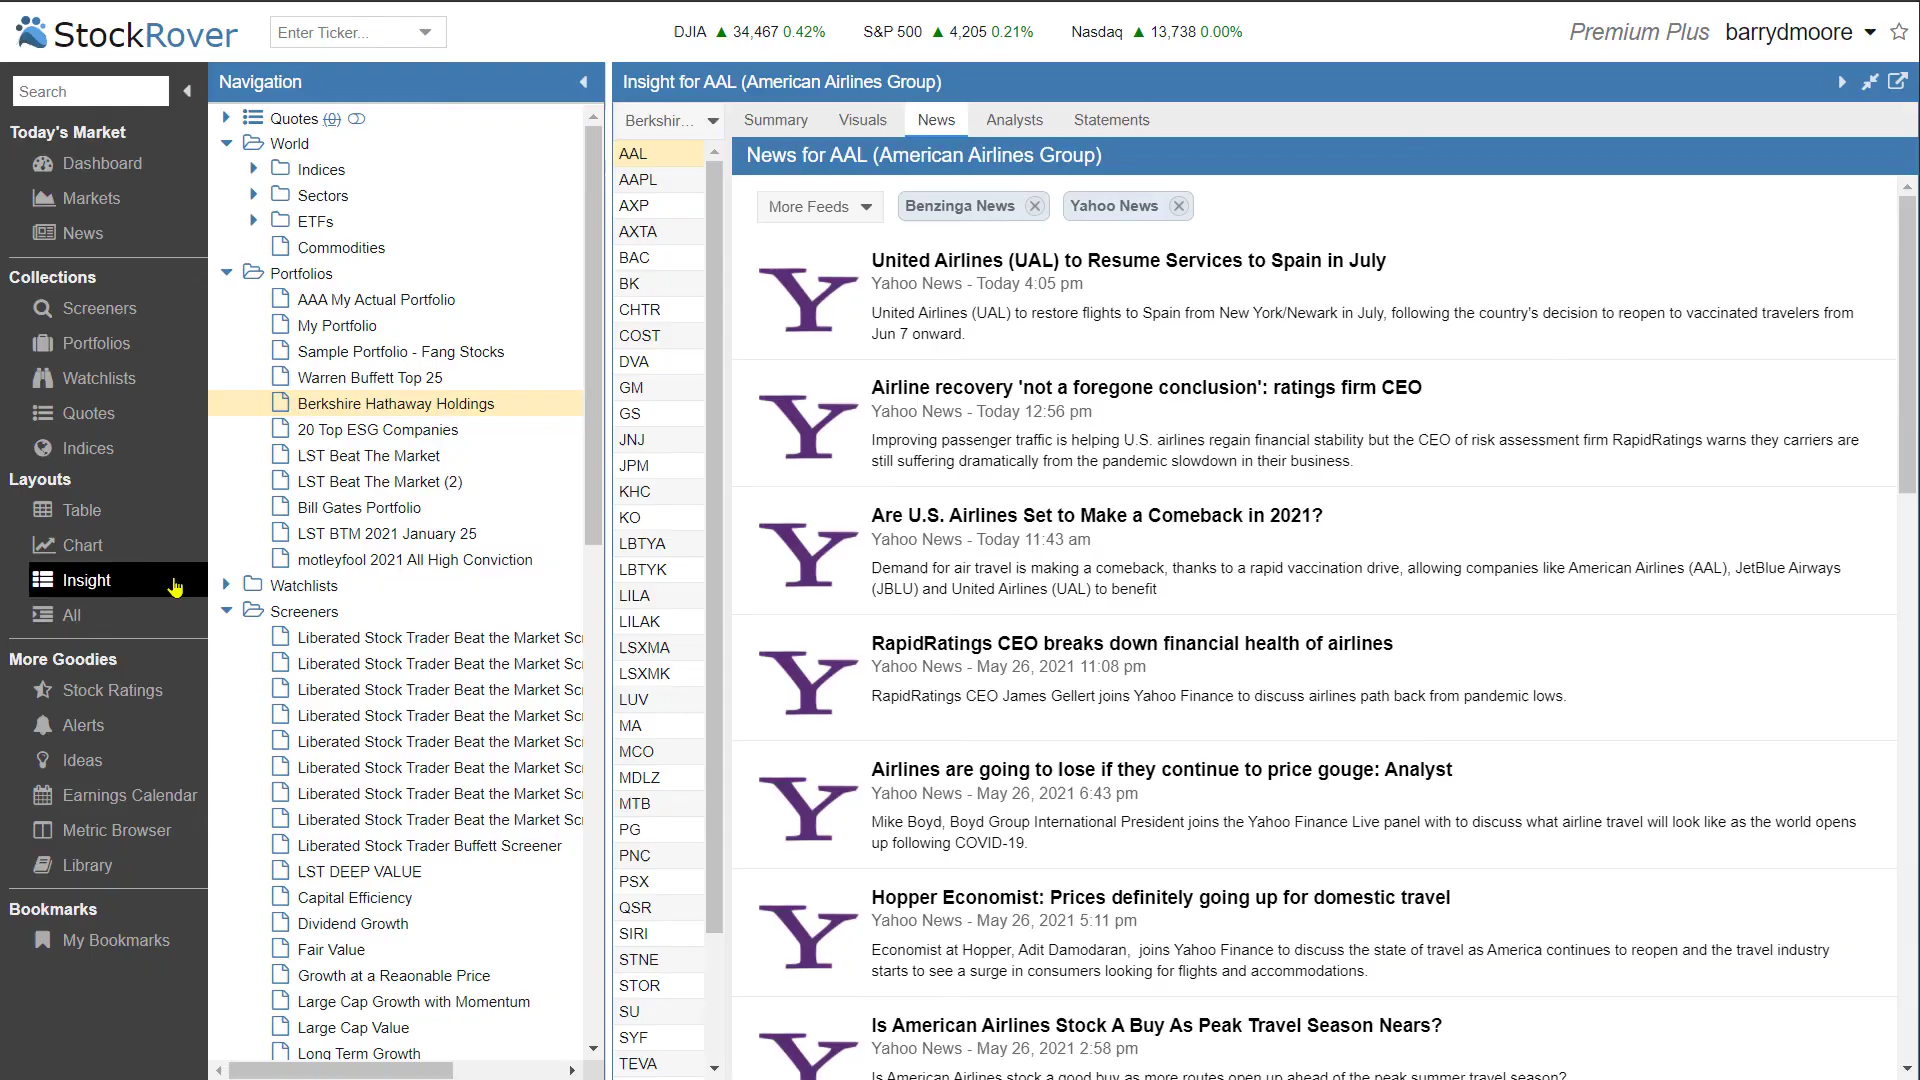 StockRover
Enter Ticker...
DJIA ▲ 34,467 0.42%
S&P 500 ▲ 4,205 0.21%
Nasdaq ▲ 13,738 0.00%
Premium Plus
barrydmoore
Search
Today's Market
Dashboard
Markets
News
Collections
Screeners
Portfolios
Watchlists
Quotes
Indices
Layouts
Table
Chart
Insight
All
More Goodies
Stock Ratings
Alerts
Ideas
Earnings Calendar
Metric Browser
Library
Bookmarks
My Bookmarks
Navigation
Quotes (0)
World
Indices
Sectors
ETFs
Commodities
Portfolios
AAA My Actual Portfolio
My Portfolio
Sample Portfolio - Fang Stocks
Warren Buffett Top 25
Berkshire Hathaway Holdings
20 Top ESG Companies
LST Beat The Market
LST Beat The Market (2)
Bill Gates Portfolio
LST BTM 2021 January 25
motleyfool 2021 All High Conviction
Watchlists
Screeners
Liberated Stock Trader Beat the Market Sc
Liberated Stock Trader Beat the Market Sc
Liberated Stock Trader Beat the Market Sc
Liberated Stock Trader Beat the Market Sc
Liberated Stock Trader Beat the Market Sc
Liberated Stock Trader Beat the Market Sc
Liberated Stock Trader Beat the Market Sc
Liberated Stock Trader Beat the Market Sc
Liberated Stock Trader Buffett Screener
LST DEEP VALUE
Capital Efficiency
Dividend Growth
Fair Value
Growth at a Reaonable Price
Large Cap Growth with Momentum
Large Cap Value
Long Term Growth
Insight for AAL (American Airlines Group)
Berkshir...
AAL
AAPL
AXP
AXTA
BAC
BK
CHTR
COST
DVA
GM
GS
JNJ
JPM
KHC
KO
LBTYA
LBTYK
LILA
LILAK
LSXMA
LSXMK
LUV
MA
MCO
MDLZ
MTB
PG
PNC
PSX
QSR
SIRI
STNE
STOR
SU
SYF
TEVA
Summary
Visuals
News
Analysts
Statements
News for AAL (American Airlines Group)
More Feeds
Benzinga News
Yahoo News
Y
United Airlines (UAL) to Resume Services to Spain in July
Yahoo News - Today 4:05 pm
United Airlines (UAL) to restore flights to Spain from New York/Newark in July, following the country's decision to reopen to vaccinated travelers from
Jun 7 onward.
Y
Airline recovery 'not a foregone conclusion': ratings firm CEO
Yahoo News - Today 12:56 pm
Improving passenger traffic is helping U.S. airlines regain financial stability but the CEO of risk assessment firm RapidRatings warns they carriers are
still suffering dramatically from the pandemic slowdown in their business.
Y
Are U.S. Airlines Set to Make a Comeback in 2021?
Yahoo News - Today 11:43 am
Demand for air travel is making a comeback, thanks to a rapid vaccination drive, allowing companies like American Airlines (AAL), JetBlue Airways
(JBLU) and United Airlines (UAL) to benefit
Y
RapidRatings CEO breaks down financial health of airlines
Yahoo News - May 26, 2021 11:08 pm
RapidRatings CEO James Gellert joins Yahoo Finance to discuss airlines path back from pandemic lows.
Y
Airlines are going to lose if they continue to price gouge: Analyst
Yahoo News - May 26, 2021 6:43 pm
Mike Boyd, Boyd Group International President joins the Yahoo Finance Live panel with to discuss what airline travel will look like as the world opens
up following COVID-19.
Y
Hopper Economist: Prices definitely going up for domestic travel
Yahoo News - May 26, 2021 5:11 pm
Economist at Hopper, Adit Damodaran, joins Yahoo Finance to discuss the state of travel as America continues to reopen and the travel industry
starts to see a surge in consumers looking for flights and accommodations.
Y
Is American Airlines Stock A Buy As Peak Travel Season Nears?
Yahoo News - May 26, 2021 2:58 pm
Is American Airlines stock a good buy as more routes open up ahead of the peak summer travel season?